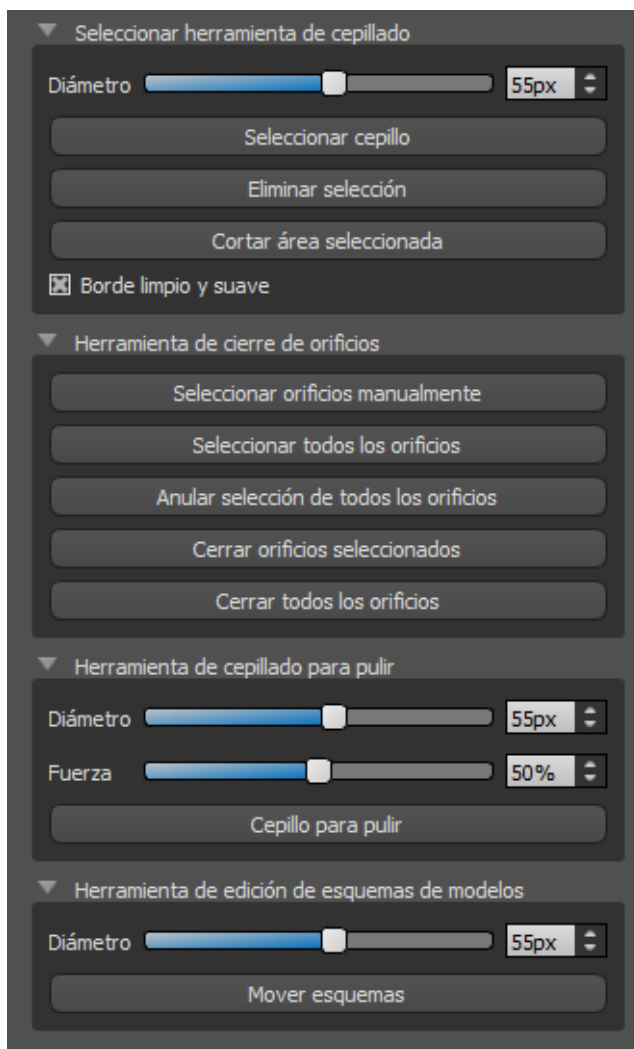 Seleccionar herramienta de cepillado
Diámetro 55px
Seleccionar cepillo
Eliminar selección
Cortar área seleccionada
Borde limpio y suave
Herramienta de cierre de orificios
Seleccionar orificios manualmente
Seleccionar todos los orificios
Anular selección de todos los orificios
Cerrar orificios seleccionados
Cerrar todos los orificios
Herramienta de cepillado para pulir
Diámetro 55px
Fuerza 50%
Cepillo para pulir
Herramienta de edición de esquemas de modelos
Diámetro 55px
Mover esquemas